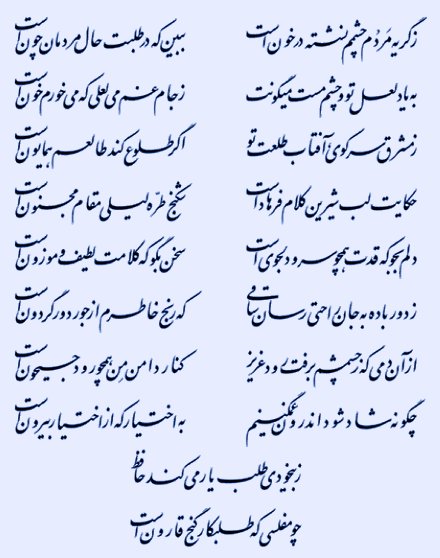 ز گریه مَردُم چشمم نشسته در خون است ببین که در طلبت حال مردمان چون است
به یاد لعل تو و چشم مست میگونت ز جام غم می لعلی که می‌خورم خون است
ز مشرق سر کوی آفتاب طلعت تو اگر طلوع کند طالعم همایون است
حکایت لب شیرین کلام فرهاد است شکنج طرّه لیلی مقام مجنون است
دلم بجو که قدت همچو سرو دلجوی است سخن بگو که کلامت لطیف و موزون است
ز دور باده به جان راحتی رسان ساقی که رنج خاطرم از جور دور گردون است
از آن دمی که ز چشمم برفت رود عزیز کنار دامن من همچو رود جیحون است
چگونه شاد شود اندرون غمگینم به اختیار که از اختیار بیرون است
ز بیخودی طلب یار می‌کند حافظ
چو مفلسی که طلبکار گنج قارون است